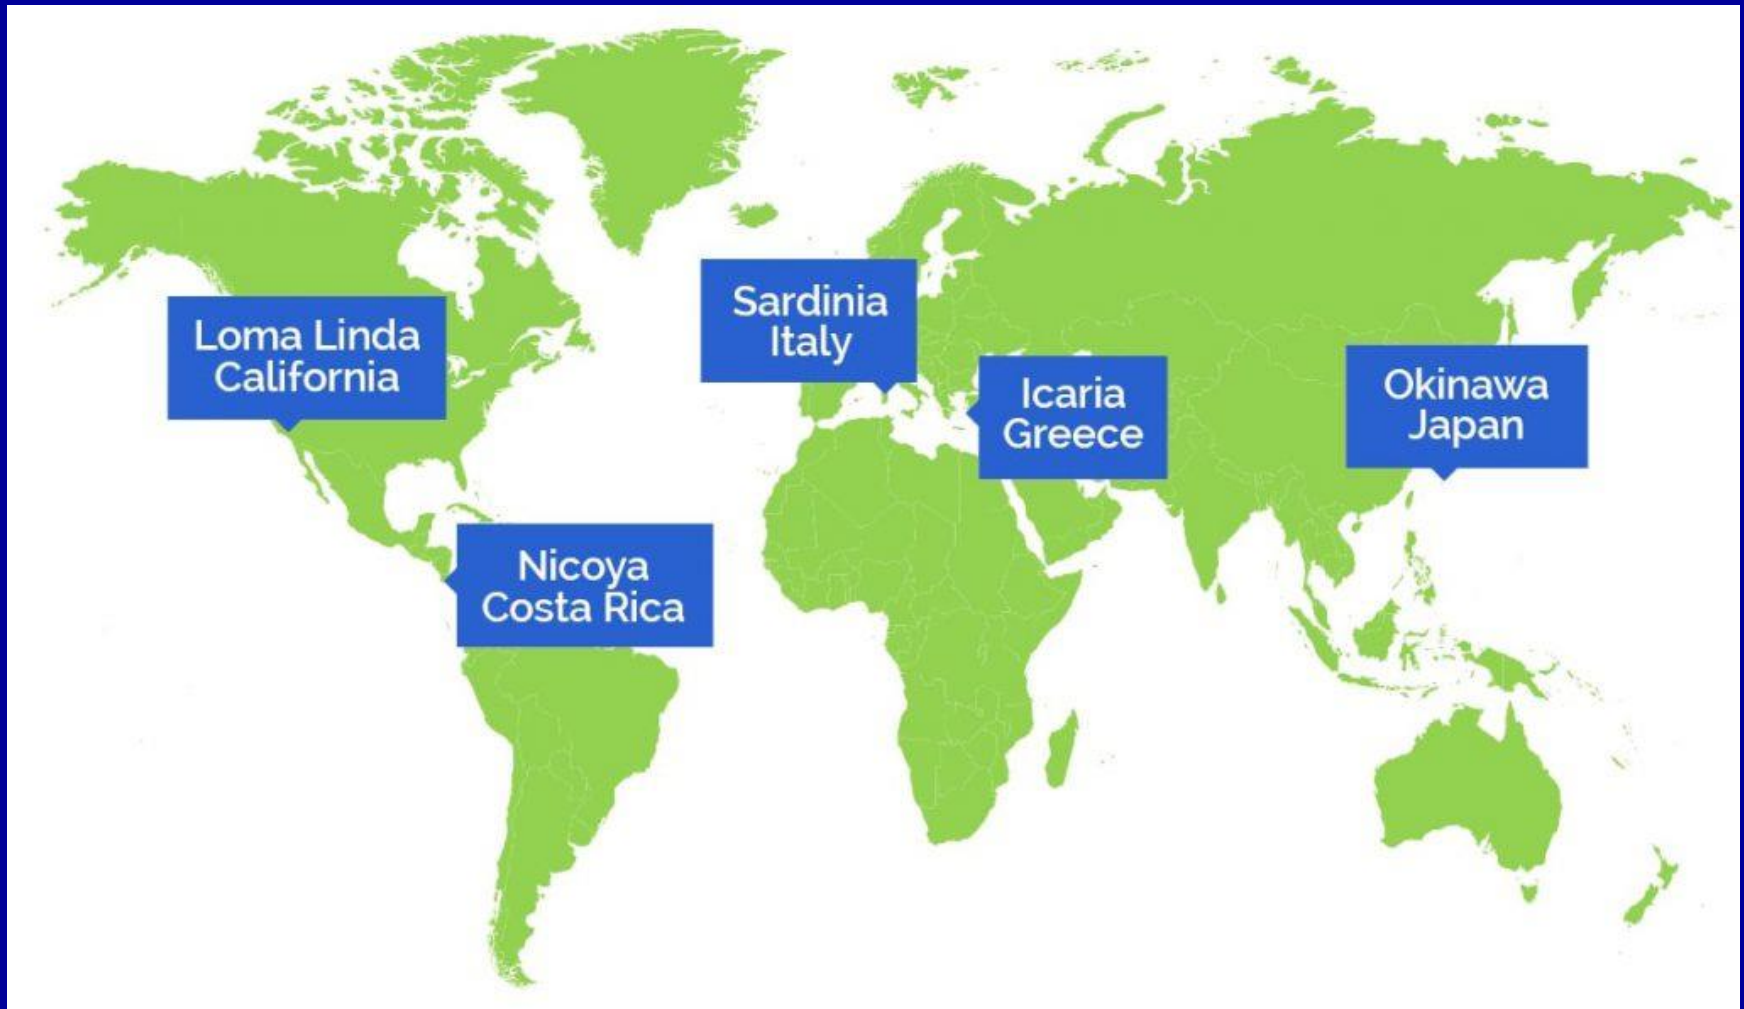 Sardinia
Italy
Loma Linda
California
Icaria
Greece
Okinawa
Japan
Nicoya
Costa Rica